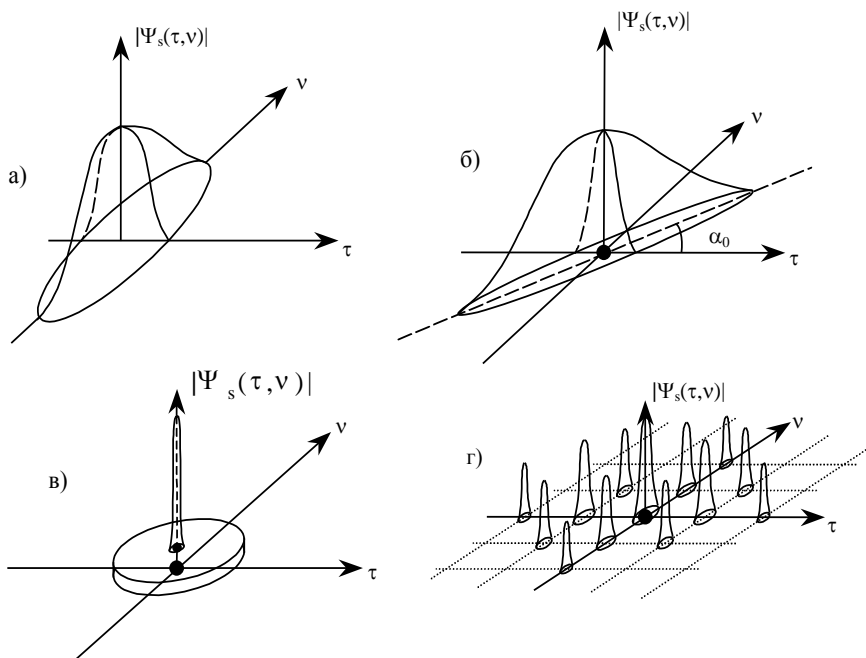 |Ψs(τ,ν)|
ν
а)
τ
|Ψs(τ,ν)|
ν
б)
α0
τ
|Ψ s(τ,ν)|
ν
в)
τ
|Ψs(τ,ν)|
ν
г)
τ